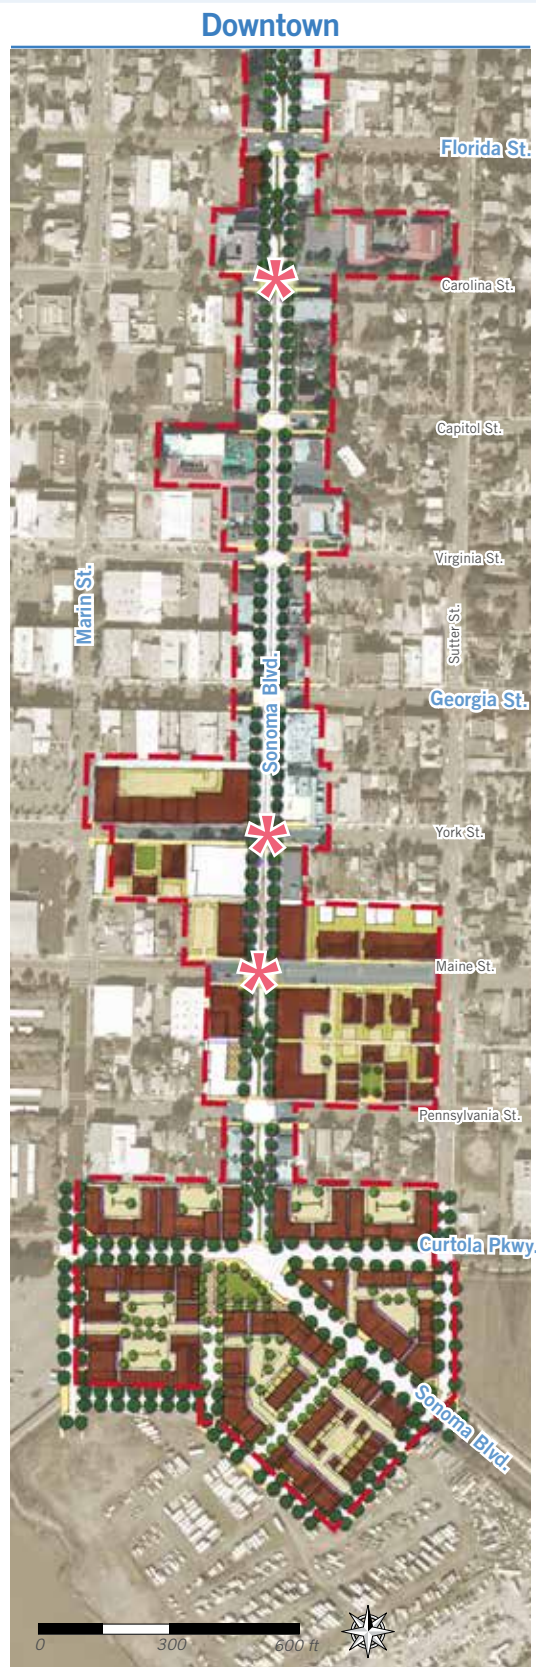 Downtown
Florida St.
Carolina St.
Capitol St.
Virginia St.
Marin St.
Sutter St.
Sonoma Blvd.
Georgia St.
York St.
Maine St.
Pennsylvania St.
Curtola Pkwy.
Sonoma Blvd.
0 300 600 ft